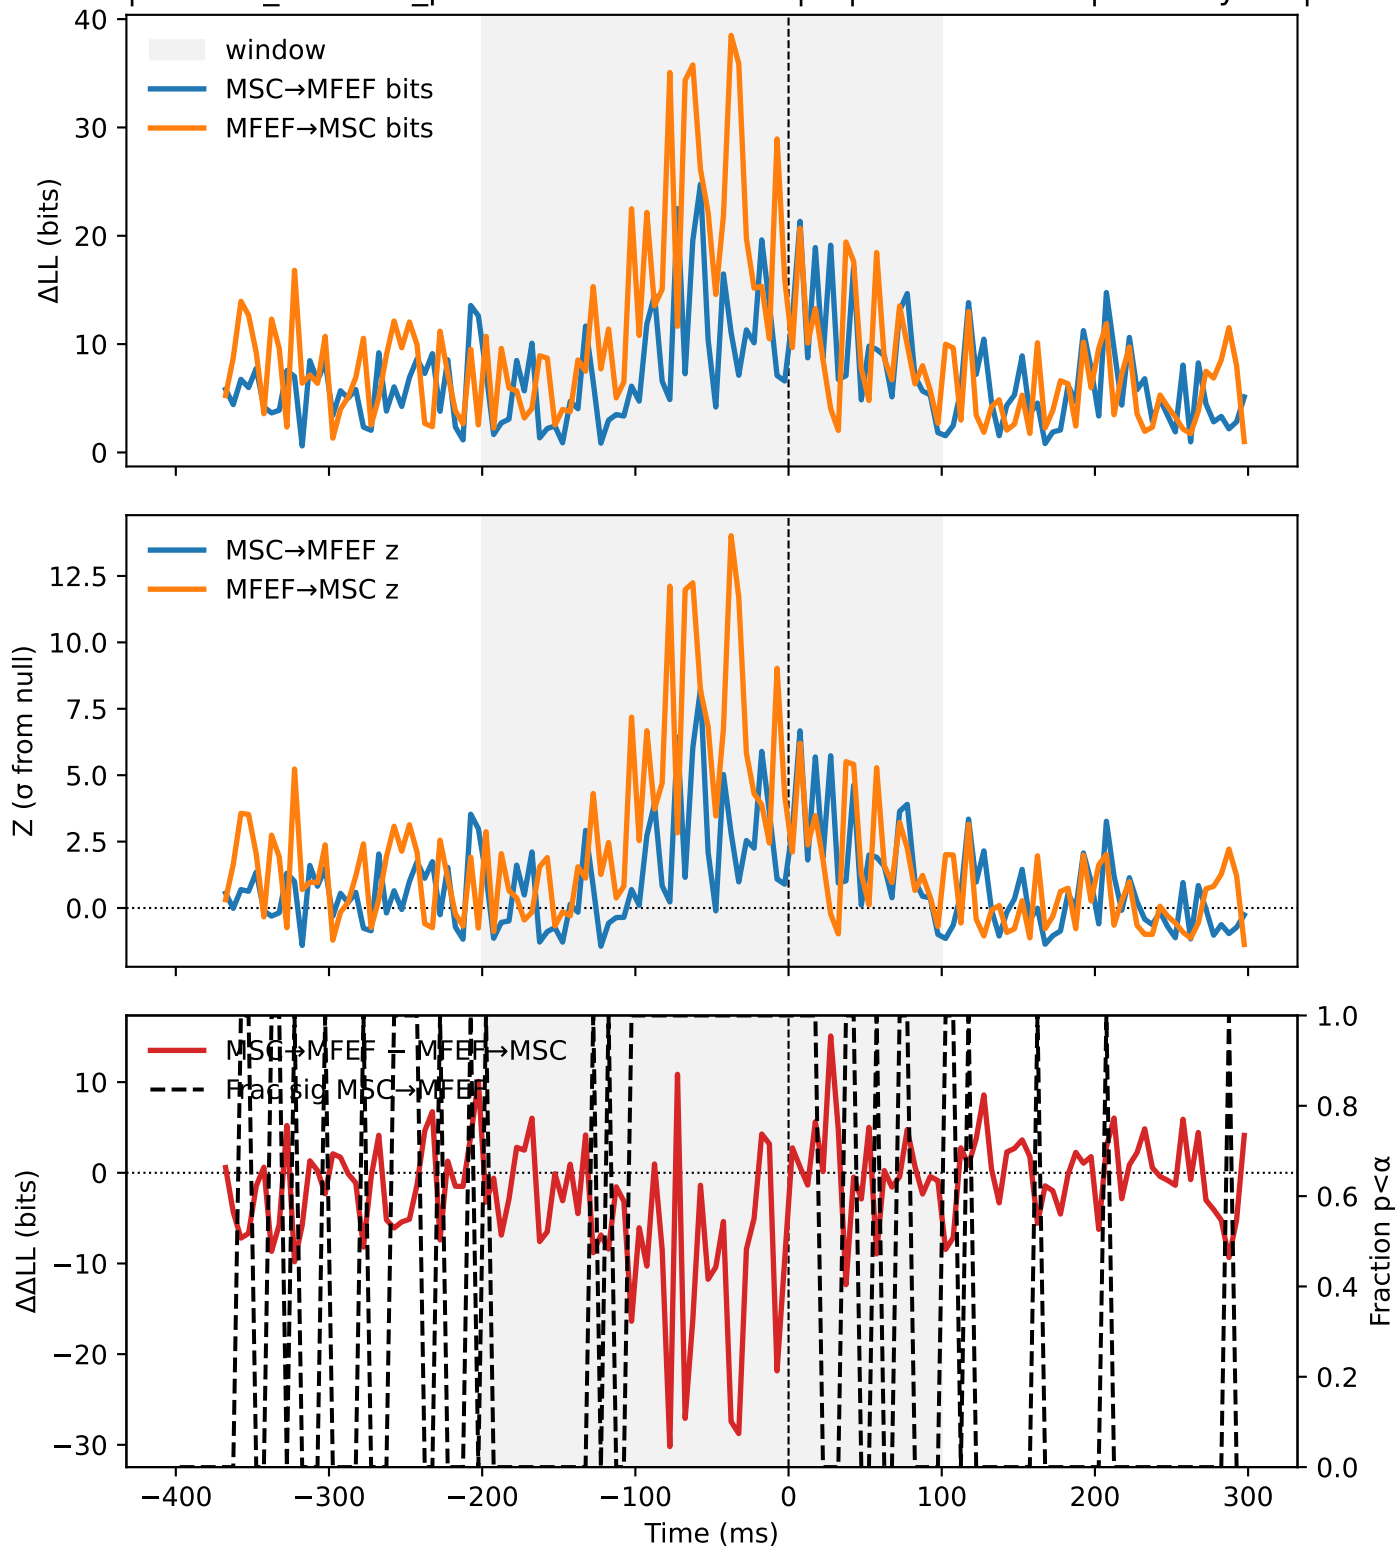 40
30
20
10
0
ΔLL (bits)
window
MSC→MFEF bits
MFEF→MSC bits
12.5
10.0
7.5
5.0
2.5
0.0
Z (σ from null)
MSC→MFEF z
MFEF→MSC z
10
0
−10
−20
−30
ΔΔLL (bits)
MSC→MFEF − MFEF→MSC
Frac sig MSC→MFEF
1.0
0.8
0.6
0.4
0.2
0.0
Fraction p<α
−400 −300 −200 −100 0 100 200 300
Time (ms)